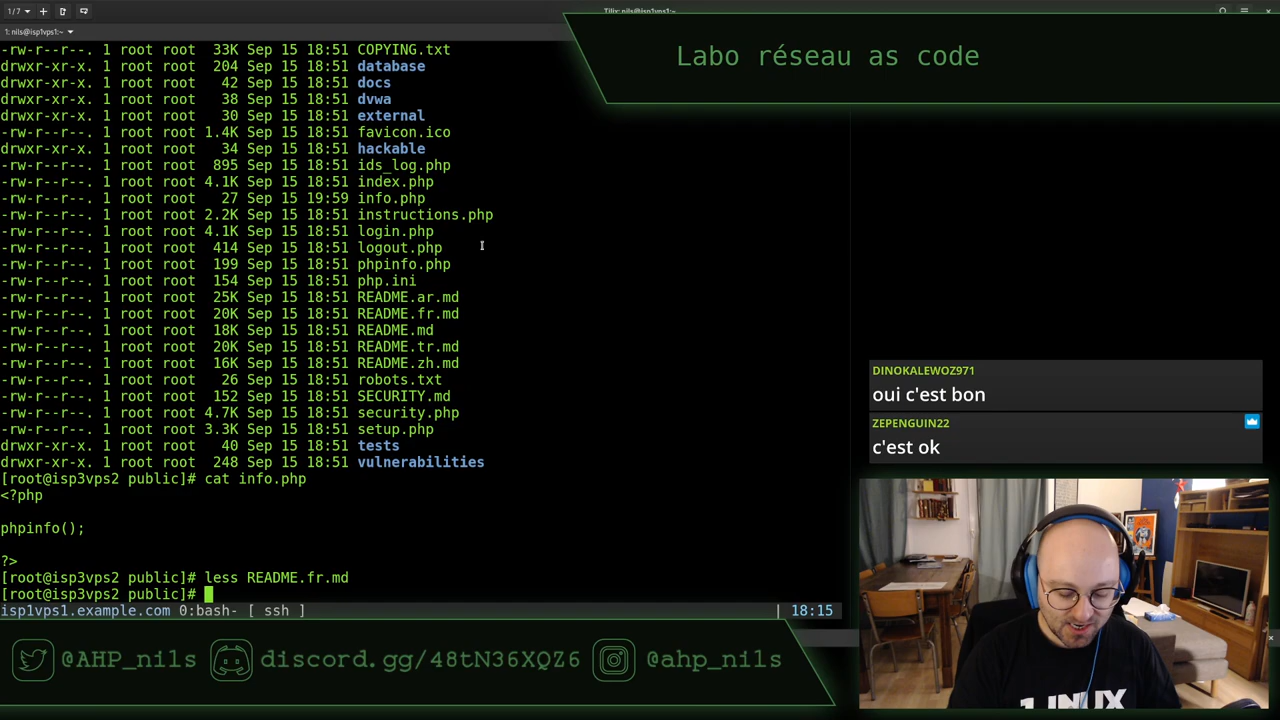 1/7
Tilix: nils@isp1vps1:~
1: nils@isp1vps1:~
Labo réseau as code
-rw-r--r--. 1 root root  33K Sep 15 18:51 COPYING.txt
drwxr-xr-x. 1 root root  204 Sep 15 18:51 database
drwxr-xr-x. 1 root root   42 Sep 15 18:51 docs
drwxr-xr-x. 1 root root   38 Sep 15 18:51 dvwa
drwxr-xr-x. 1 root root   30 Sep 15 18:51 external
-rw-r--r--. 1 root root 1.4K Sep 15 18:51 favicon.ico
drwxr-xr-x. 1 root root   34 Sep 15 18:51 hackable
-rw-r--r--. 1 root root  895 Sep 15 18:51 ids_log.php
-rw-r--r--. 1 root root 4.1K Sep 15 18:51 index.php
-rw-r--r--. 1 root root   27 Sep 15 19:59 info.php
-rw-r--r--. 1 root root 2.2K Sep 15 18:51 instructions.php
-rw-r--r--. 1 root root 4.1K Sep 15 18:51 login.php
-rw-r--r--. 1 root root  414 Sep 15 18:51 logout.php
-rw-r--r--. 1 root root  199 Sep 15 18:51 phpinfo.php
-rw-r--r--. 1 root root  154 Sep 15 18:51 php.ini
-rw-r--r--. 1 root root  25K Sep 15 18:51 README.ar.md
-rw-r--r--. 1 root root  20K Sep 15 18:51 README.fr.md
-rw-r--r--. 1 root root  18K Sep 15 18:51 README.md
-rw-r--r--. 1 root root  20K Sep 15 18:51 README.tr.md
-rw-r--r--. 1 root root  16K Sep 15 18:51 README.zh.md
-rw-r--r--. 1 root root   26 Sep 15 18:51 robots.txt
-rw-r--r--. 1 root root  152 Sep 15 18:51 SECURITY.md
-rw-r--r--. 1 root root 4.7K Sep 15 18:51 security.php
-rw-r--r--. 1 root root 3.3K Sep 15 18:51 setup.php
drwxr-xr-x. 1 root root   40 Sep 15 18:51 tests
drwxr-xr-x. 1 root root  248 Sep 15 18:51 vulnerabilities
[root@isp3vps2 public]# cat info.php
<?php
phpinfo();
?>
[root@isp3vps2 public]# less README.fr.md
[root@isp3vps2 public]#
isp1vps1.example.com 0:bash- [ ssh ] | 18:15
DINOKALEWOZ971
oui c'est bon
ZEPENGUIN22
c'est ok
LINUX
@AHP_nils discord.gg/48tN36XQZ6 @ahp_nils